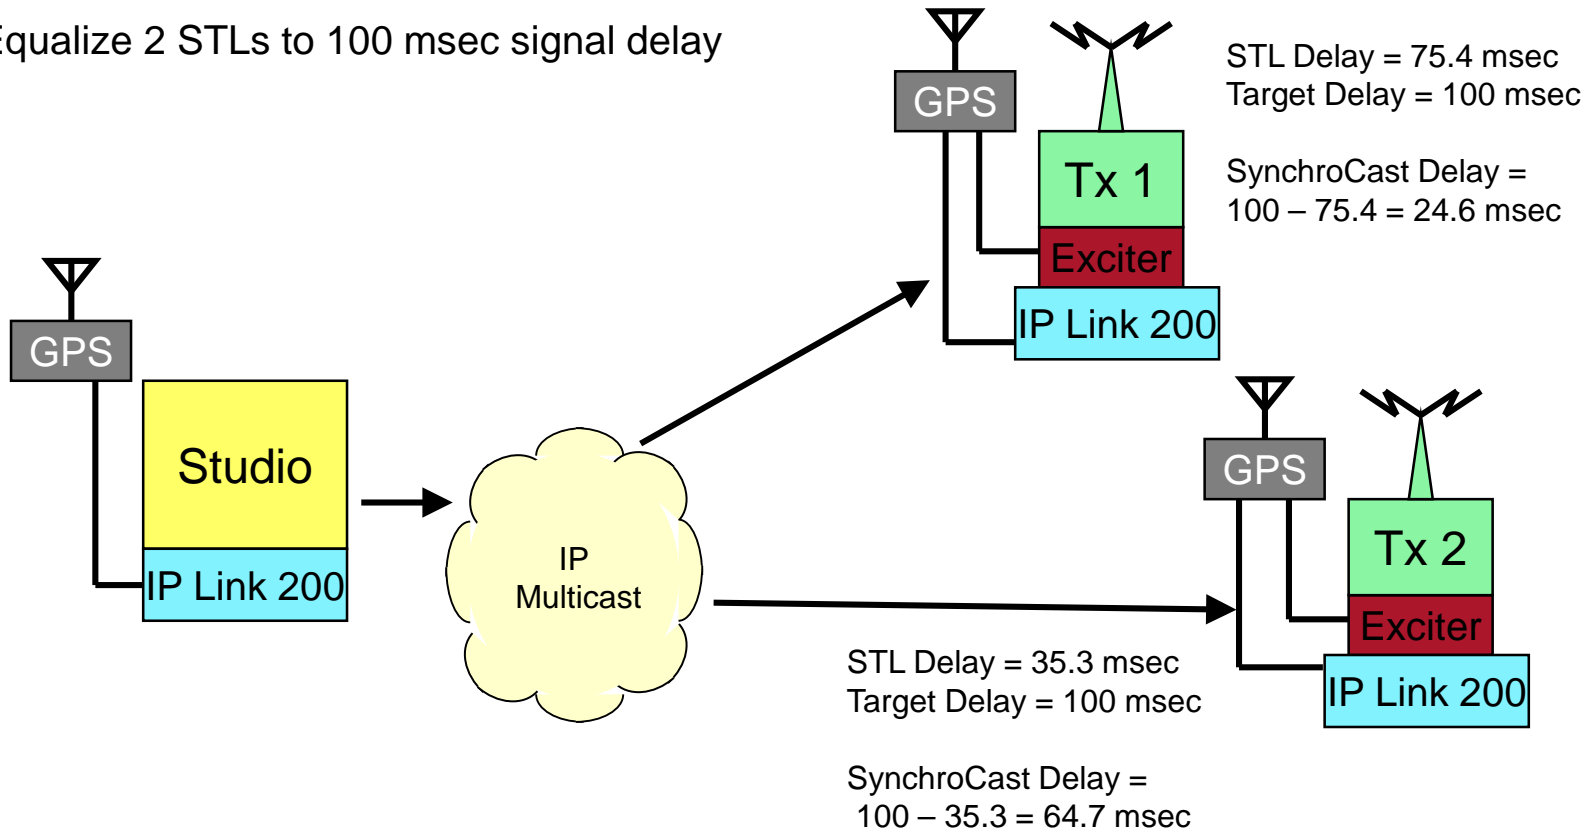 Equalize 2 STLs to 100 msec signal delay
GPS
STL Delay = 75.4 msec
Target Delay = 100 msec
SynchroCast Delay =
100 – 75.4 = 24.6 msec
Tx 1
Exciter
IP Link 200
GPS
Studio
IP Link 200
IP
Multicast
GPS
Tx 2
Exciter
IP Link 200
STL Delay = 35.3 msec
Target Delay = 100 msec
SynchroCast Delay =
100 – 35.3 = 64.7 msec